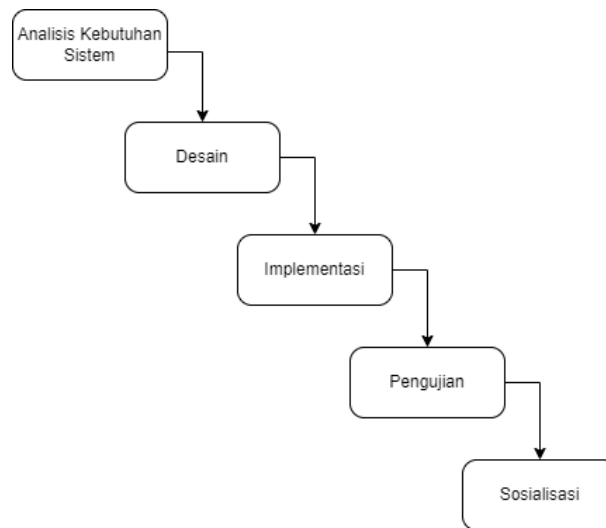 Analisis Kebutuhan
Sistem
Desain
Implementasi
Pengujian
Sosialisasi